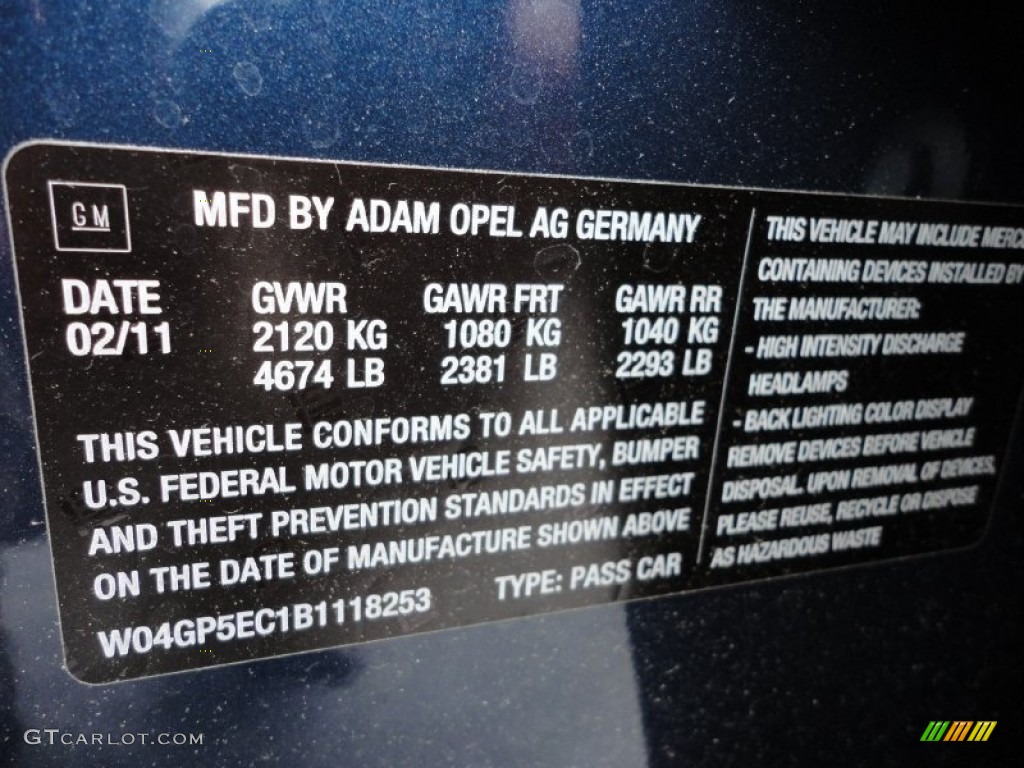 GM
MFD BY ADAM OPEL AG GERMANY
DATE
02/11
GVWR
2120 KG
4674 LB
GAWR FRT
1080 KG
2381 LB
GAWR RR
1040 KG
2293 LB
THIS VEHICLE CONFORMS TO ALL APPLICABLE
U.S. FEDERAL MOTOR VEHICLE SAFETY, BUMPER
AND THEFT PREVENTION STANDARDS IN EFFECT
ON THE DATE OF MANUFACTURE SHOWN ABOVE
W04GP5EC1B1118253
TYPE: PASS CAR
THIS VEHICLE MAY INCLUDE MERC
CONTAINING DEVICES INSTALLED BY
THE MANUFACTURER:
- HIGH INTENSITY DISCHARGE
HEADLAMPS
- BACK LIGHTING COLOR DISPLAY
REMOVE DEVICES BEFORE VEHICLE
DISPOSAL. UPON REMOVAL OF DEVICES,
PLEASE REUSE, RECYCLE OR DISPOSE
AS HAZARDOUS WASTE
GTCARLOT.COM